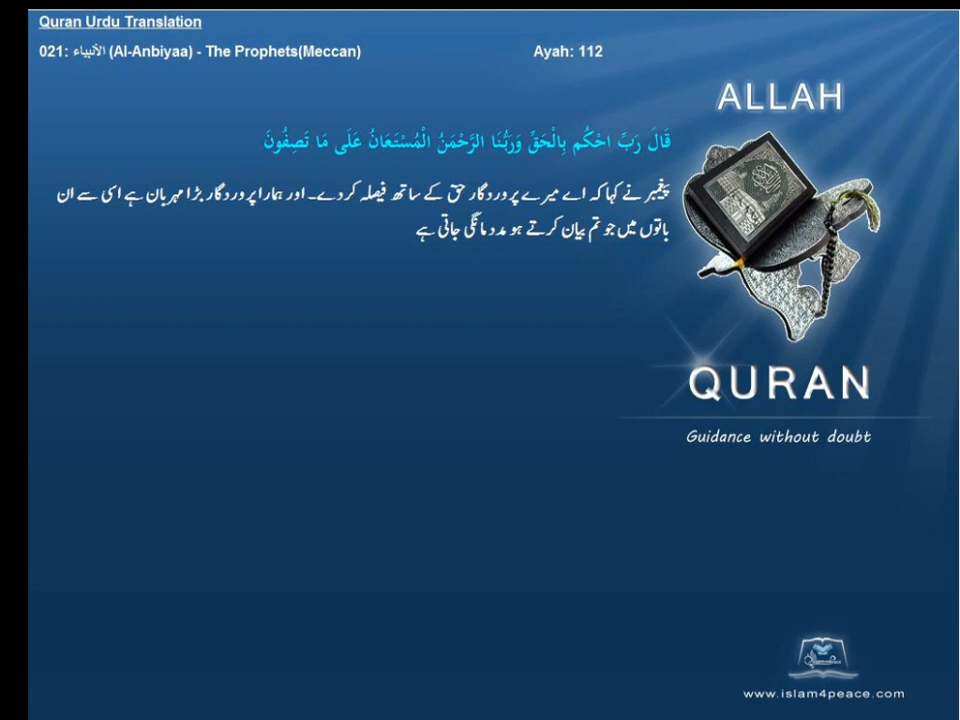 Quran Urdu Translation
021: الأنبياء (Al-Anbiyaa) - The Prophets(Meccan) Ayah: 112
ALLAH
قَالَ رَبِّ احْكُم بِالْحَقِّ وَرَبُّنَا الرَّحْمَنُ الْمُسْتَعَانُ عَلَى مَا تَصِفُونَ
پیغمبر نے کہا کہ اے میرے پروردگار حق کے ساتھ فیصلہ کردے۔ اور ہمارا پروردگار بڑا مہربان ہے اسی سے ان
باتوں میں جو تم بیان کرتے ہو مدد مانگی جاتی ہے
QURAN
Guidance without doubt
www.islam4peace.com